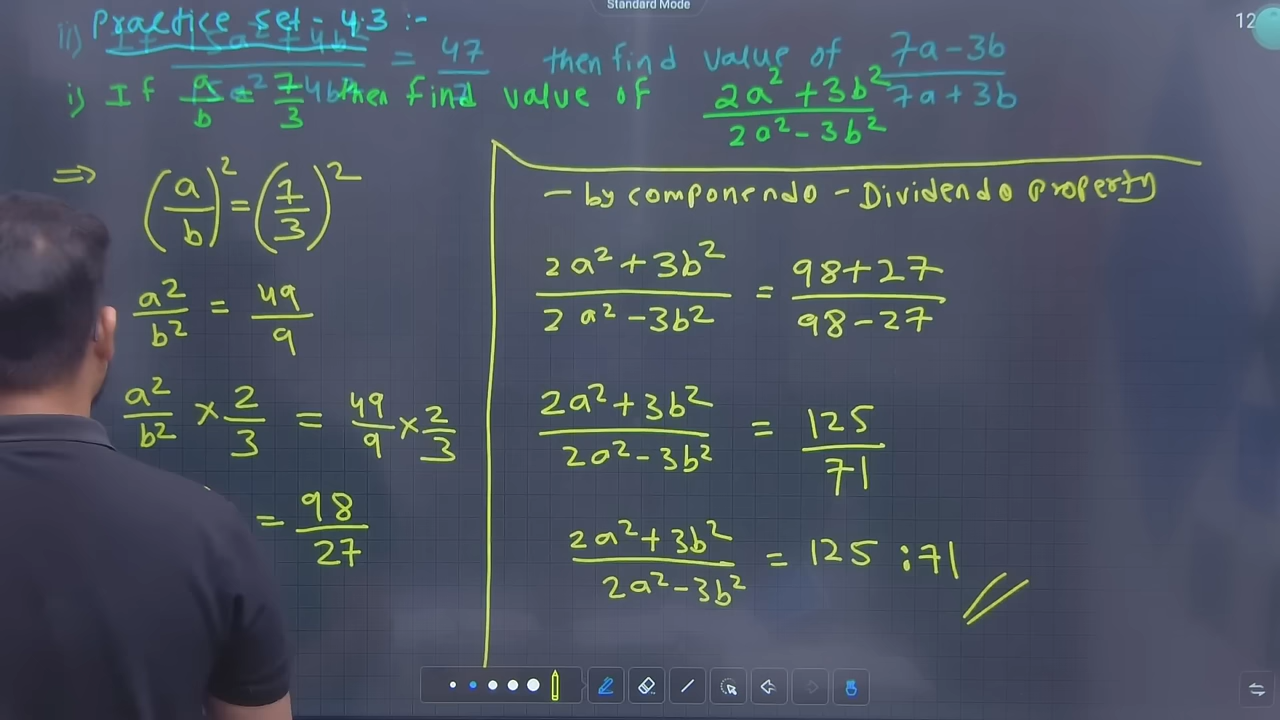 Standard Mode
12
Practice set - 4.3 :-
ii) If = 47/7 then find value of 7a - 3b / 7a + 3b
i) If a/b = 7/3 then find value of 2a² + 3b² / 2a² - 3b²
⇒ (a/b)² = (7/3)²
a²/b² = 49/9
a²/b² × 2/3 = 49/9 × 2/3
= 98/27
- by componendo - Dividendo property
2a² + 3b² / 2a² - 3b² = 98+27 / 98-27
2a² + 3b² / 2a² - 3b² = 125/71
2a² + 3b² / 2a² - 3b² = 125 : 71